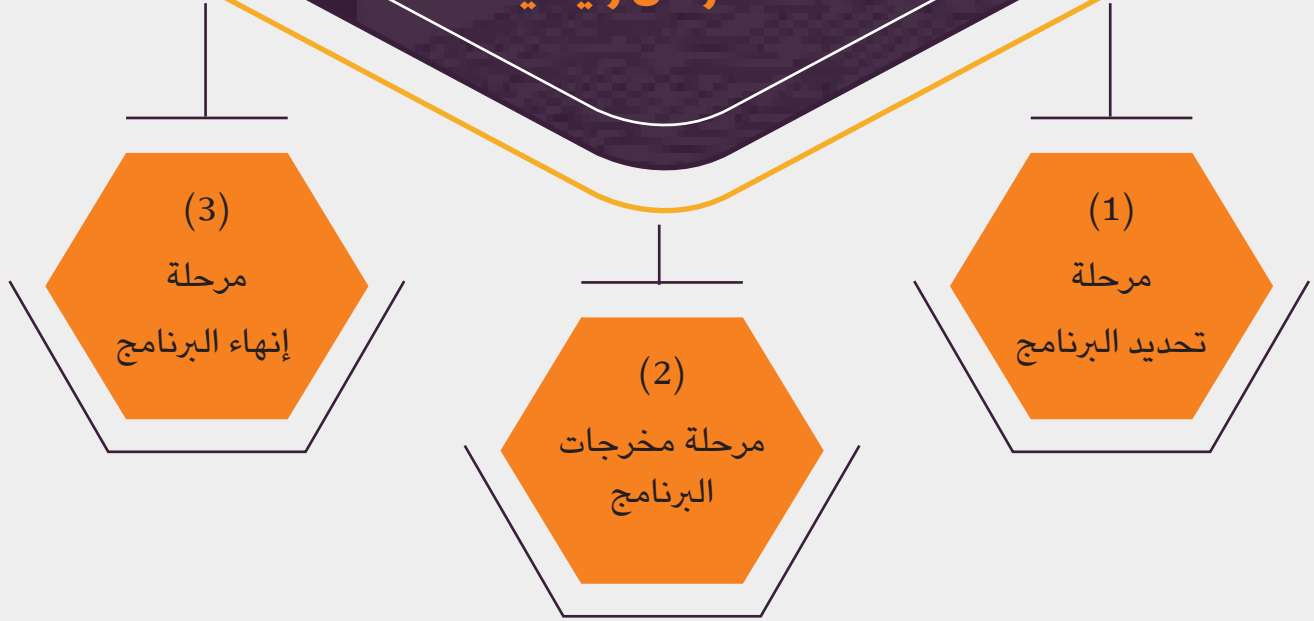 (1)
مرحلة
تحديد البرنامج
(2)
مرحلة مخرجات
البرنامج
(3)
مرحلة
إنهاء البرنامج